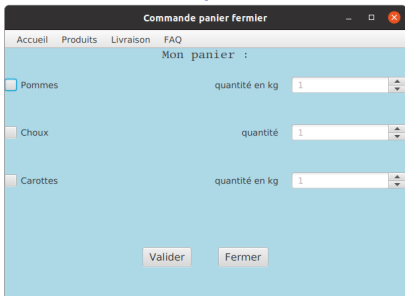 Commande panier fermier
Accueil Produits Livraison FAQ
Mon panier :
Pommes quantité en kg 1
Choux quantité 1
Carottes quantité en kg 1
Valider Fermer